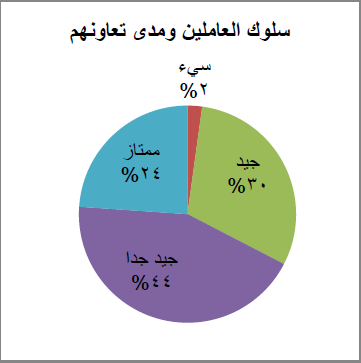 سلوك العاملين ومدى تعاونهم
سيء
%٢
جيد
%٣٠
جيد جدا
%٤٤
ممتاز
%٢٤